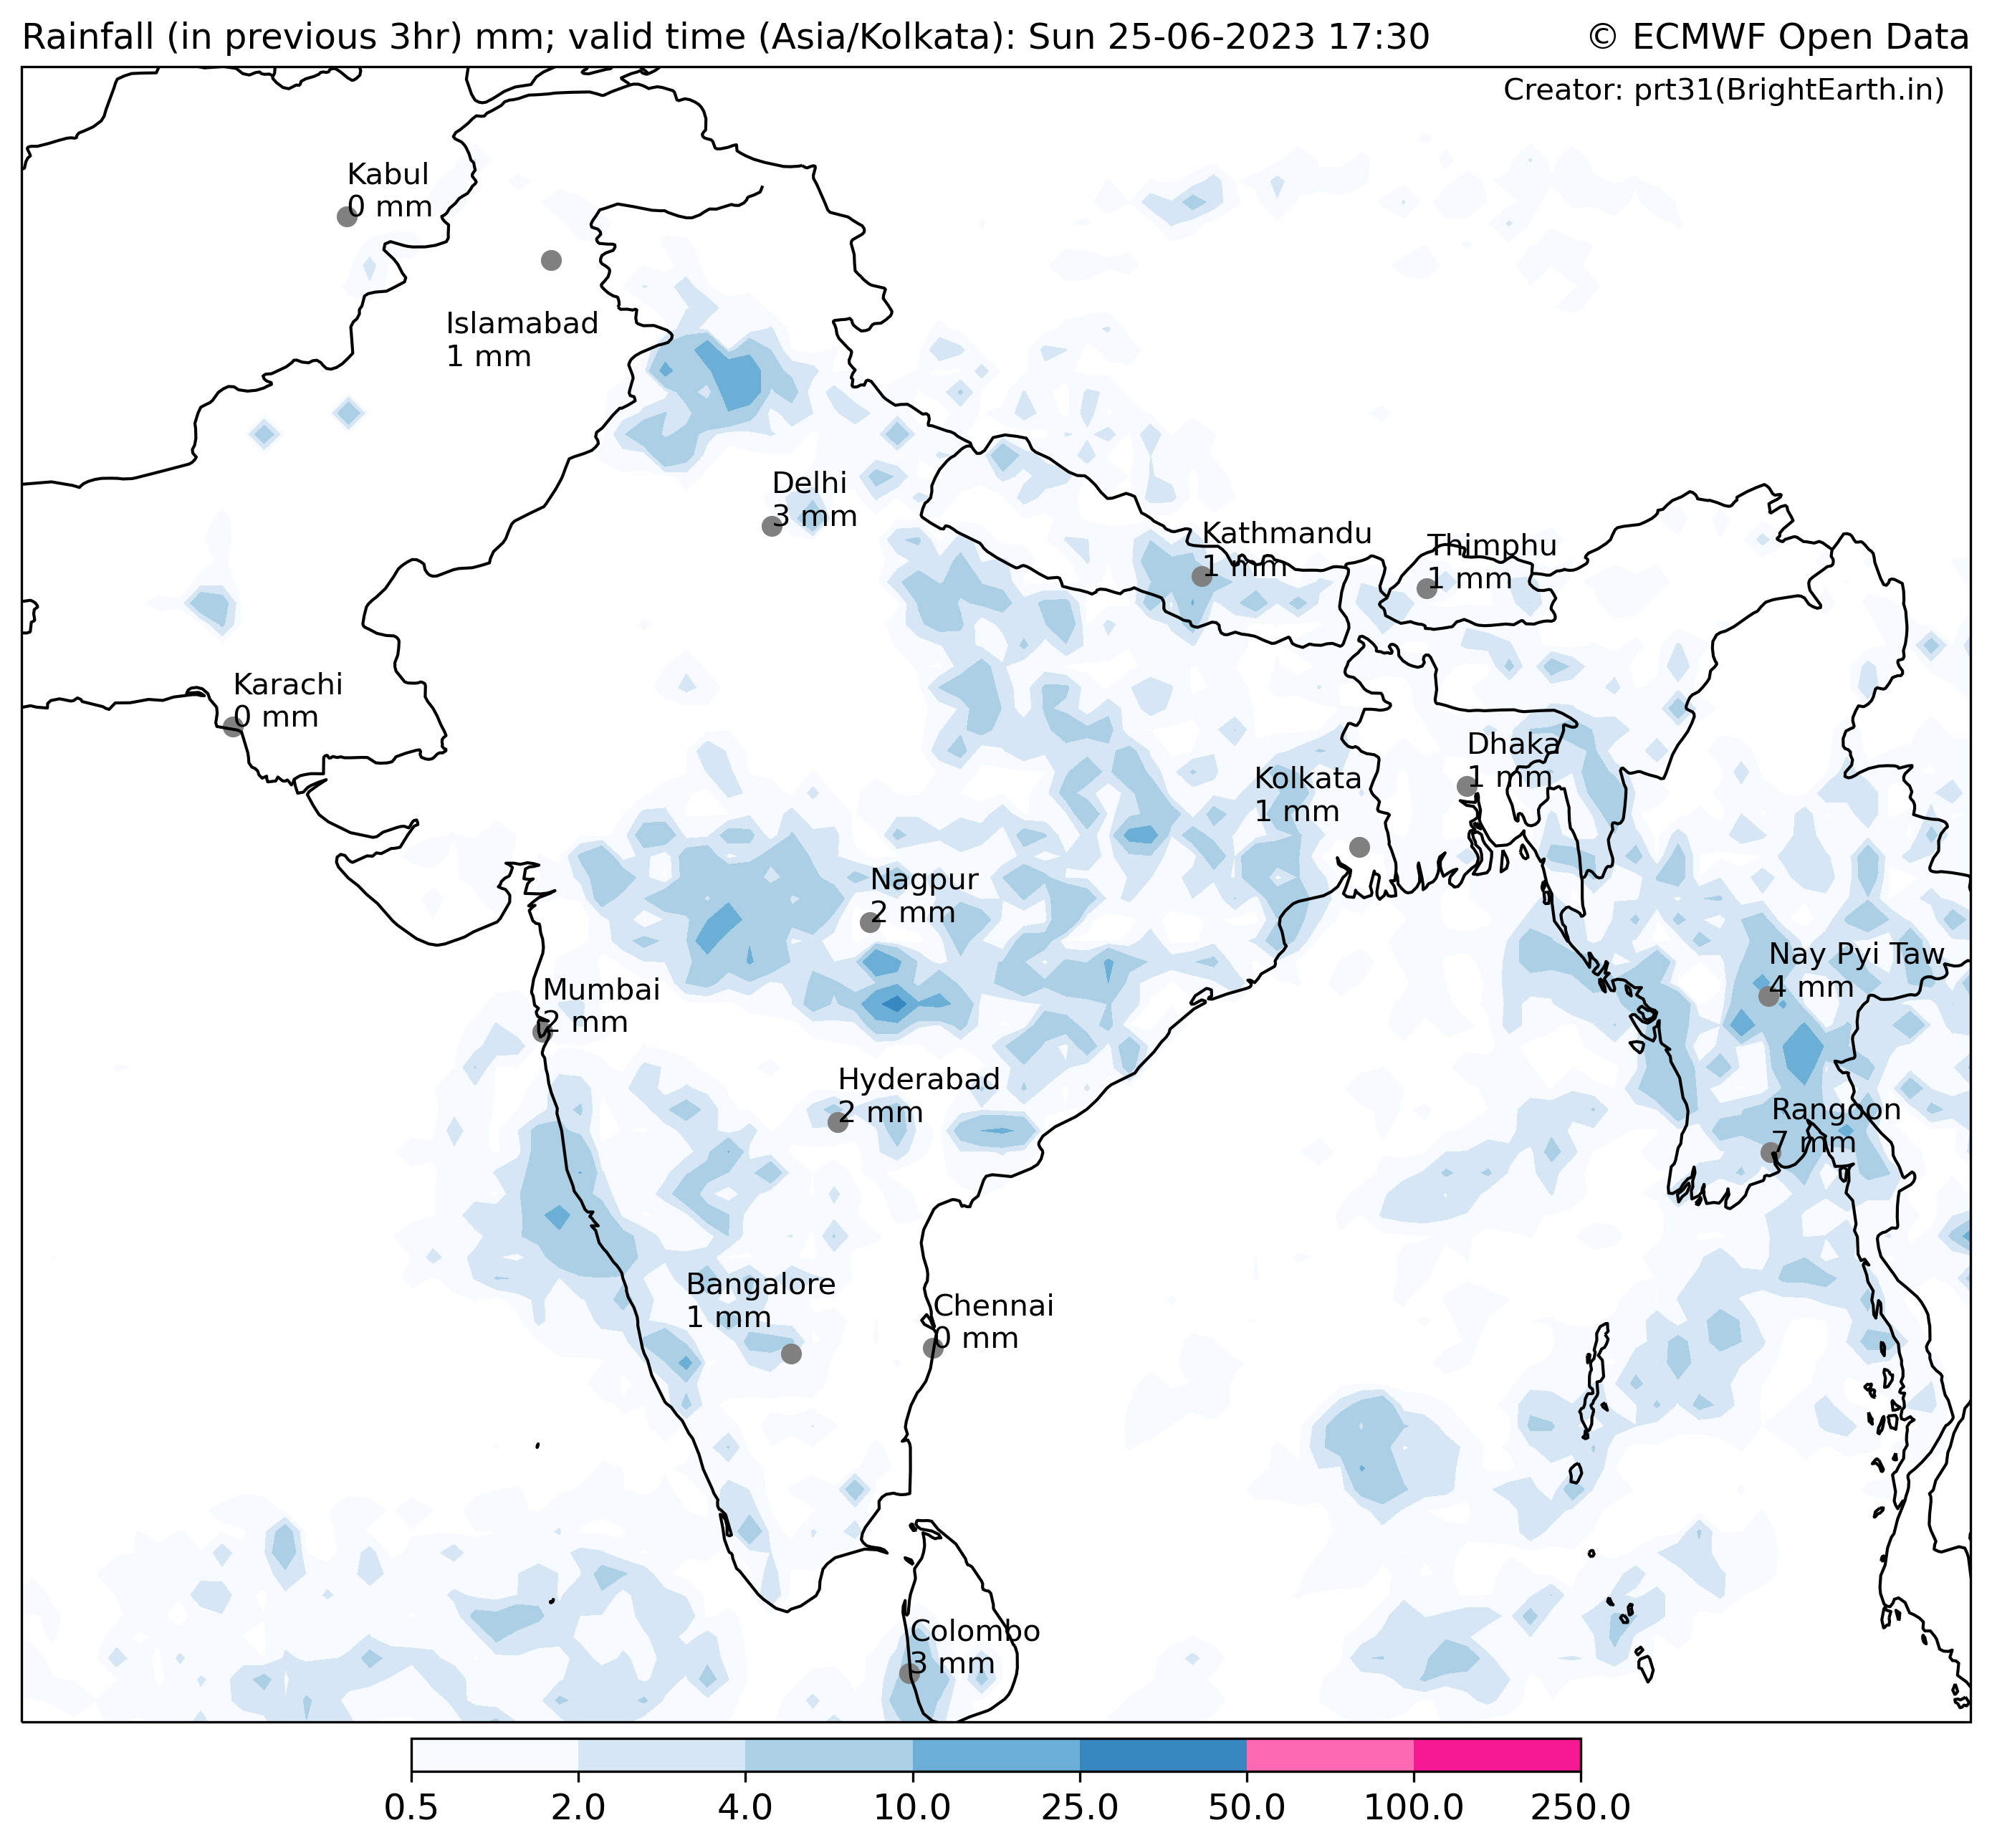 Rainfall (in previous 3hr) mm; valid time (Asia/Kolkata): Sun 25-06-2023 17:30
© ECMWF Open Data
Creator: prt31(BrightEarth.in)
Kabul
0 mm
Islamabad
1 mm
Delhi
3 mm
Kathmandu
1 mm
Thimphu
1 mm
Karachi
0 mm
Dhaka
1 mm
Kolkata
1 mm
Nagpur
2 mm
Nay Pyi Taw
4 mm
Mumbai
2 mm
Hyderabad
2 mm
Rangoon
7 mm
Bangalore
1 mm
Chennai
0 mm
Colombo
3 mm
0.5 2.0 4.0 10.0 25.0 50.0 100.0 250.0